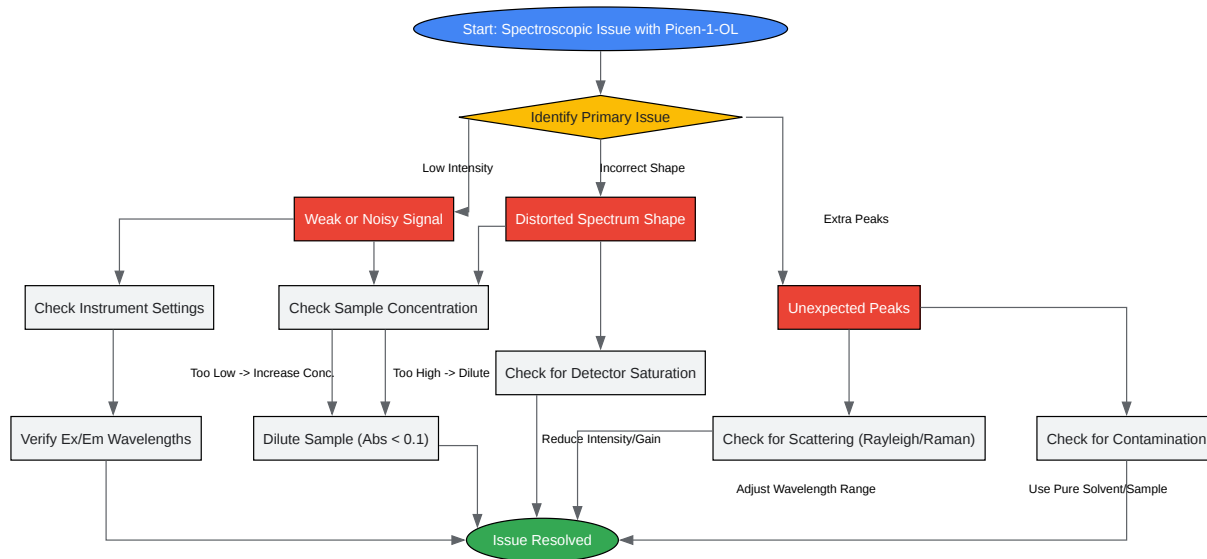 Start: Spectroscopic Issue with Picen-1-OL
Identify Primary Issue
Low Intensity
Incorrect Shape
Weak or Noisy Signal
Distorted Spectrum Shape
Extra Peaks
Check Instrument Settings
Check Sample Concentration
Unexpected Peaks
Too Low -> Increase Conc.
Too High -> Dilute
Check for Detector Saturation
Verify Ex/Em Wavelengths
Dilute Sample (Abs < 0.1)
Reduce Intensity/Gain
Check for Scattering (Rayleigh/Raman)
Check for Contamination
Adjust Wavelength Range
Use Pure Solvent/Sample
Issue Resolved